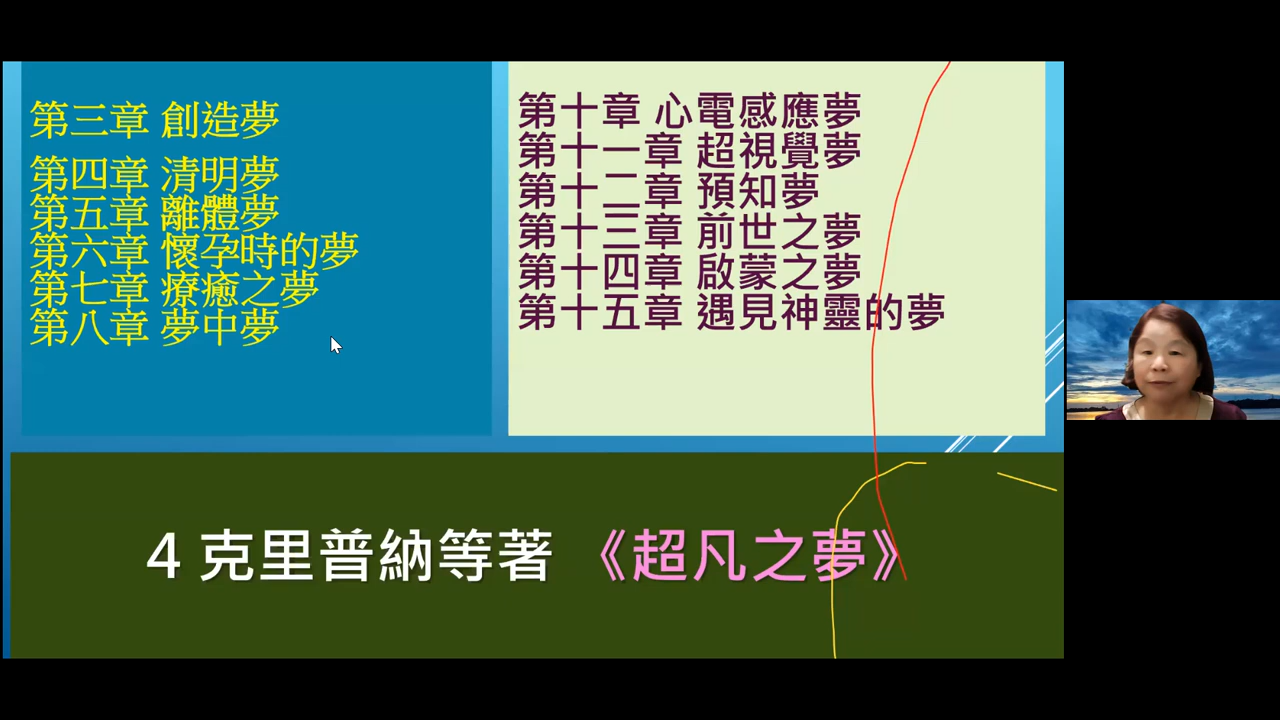 第三章 創造夢
第四章 清明夢
第五章 離體夢
第六章 懷孕時的夢
第七章 療癒之夢
第八章 夢中夢
第十章 心電感應夢
第十一章 超視覺夢
第十二章 預知夢
第十三章 前世之夢
第十四章 啟蒙之夢
第十五章 遇見神靈的夢
4 克里普納等著 《超凡之夢》